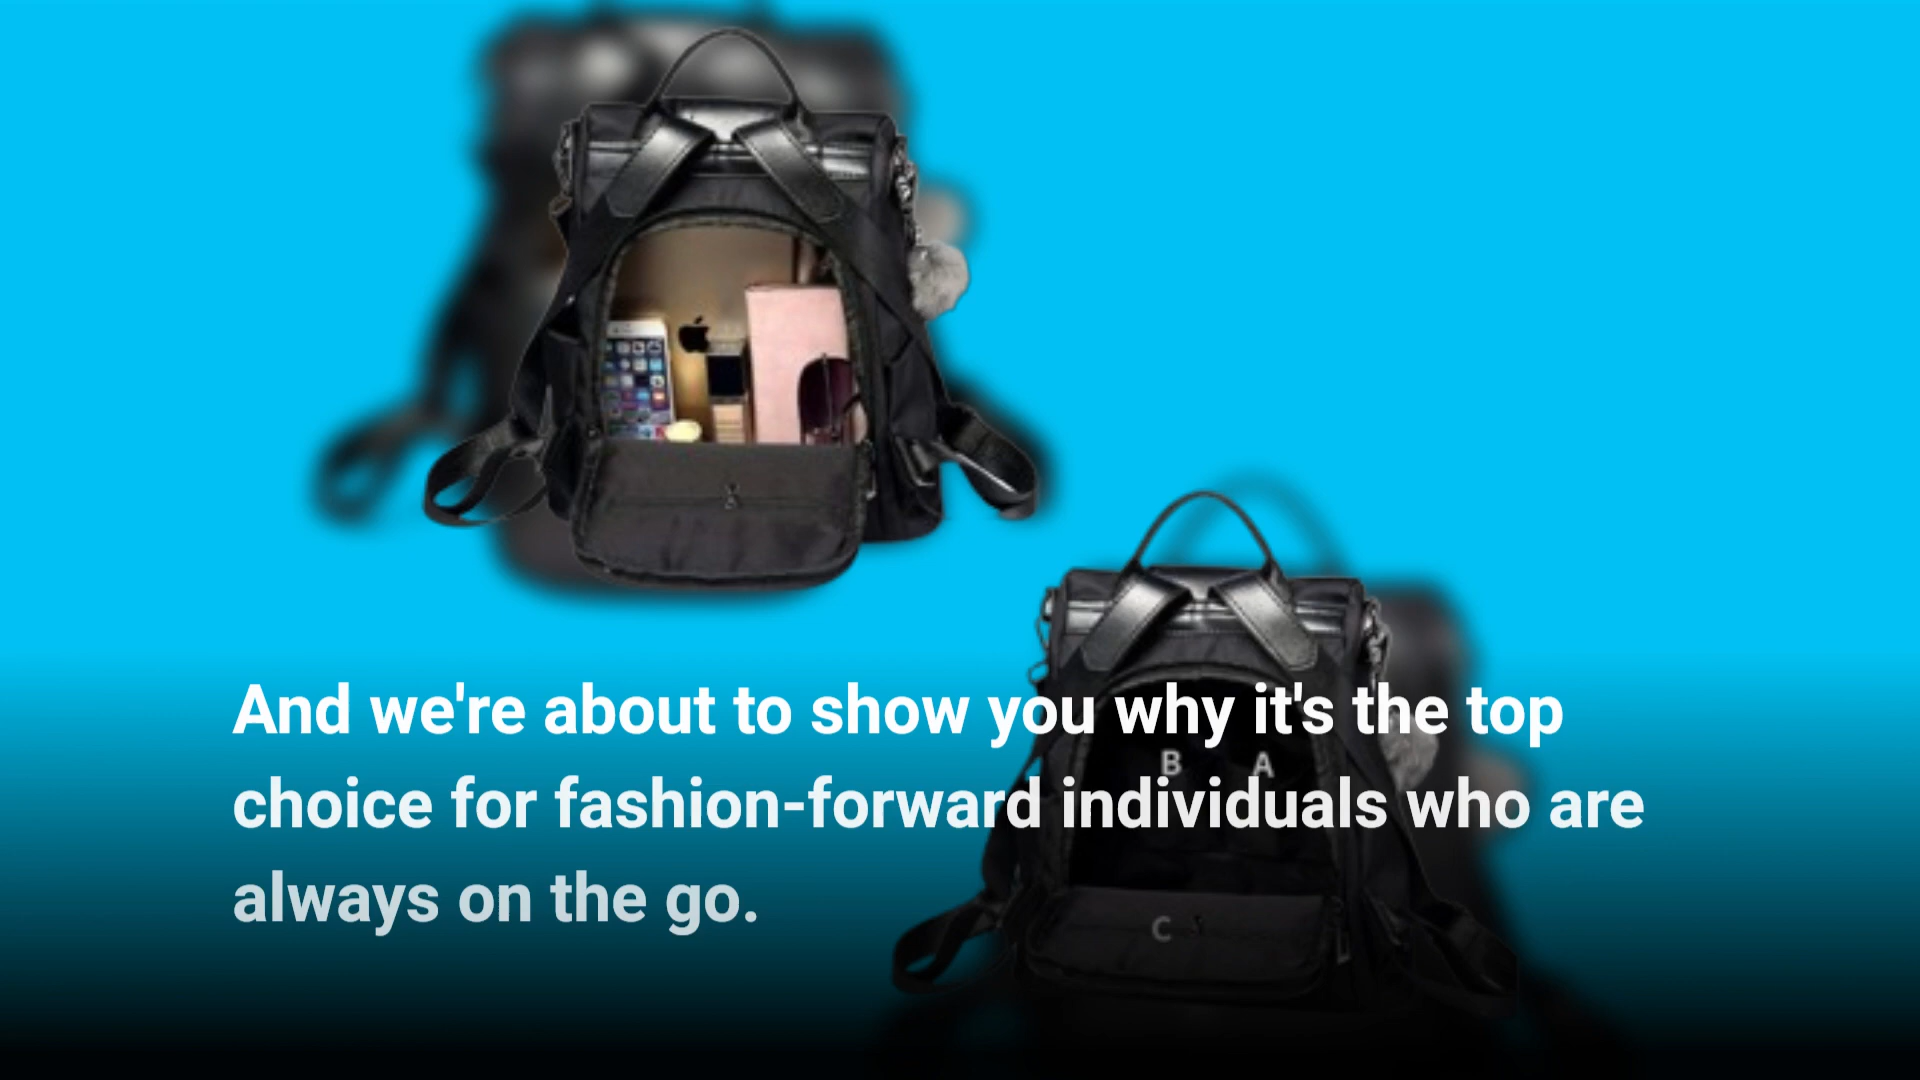 And we're about to show you why it's the top
B A
choice for fashion-forward individuals who are
always on the go.
C